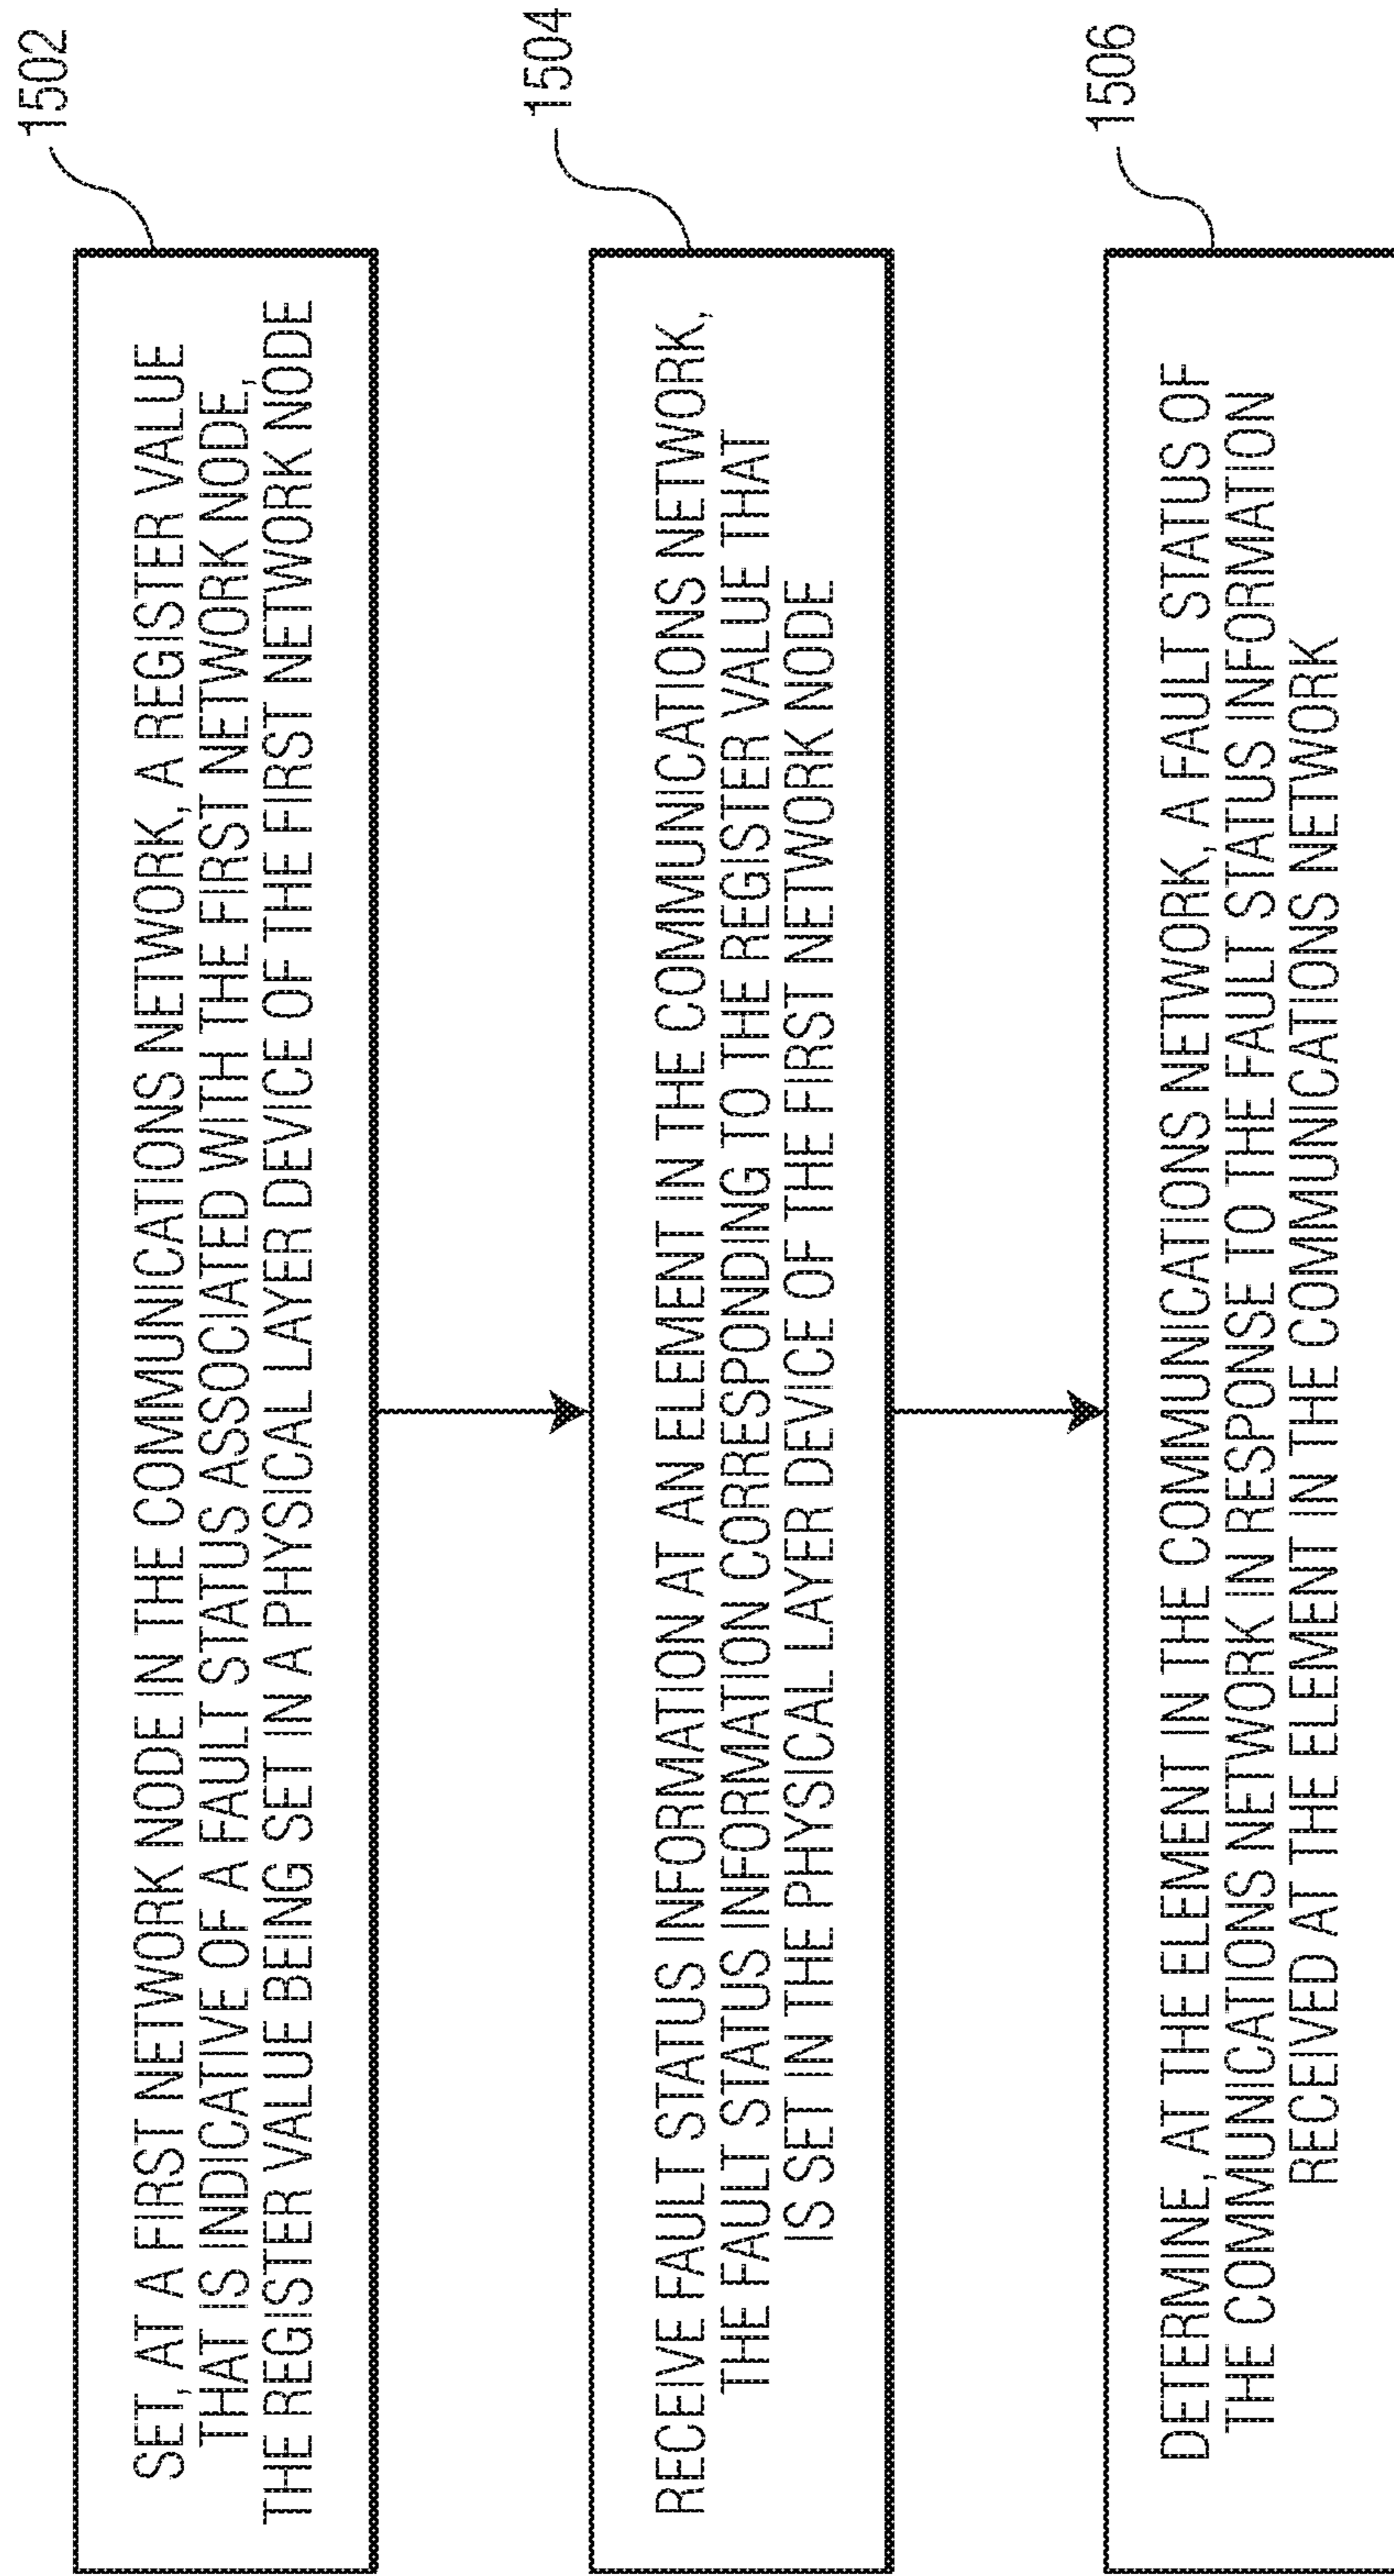 1502
SET, AT A FIRST NETWORK NODE IN THE COMMUNICATIONS NETWORK, A REGISTER VALUE
THAT IS INDICATIVE OF A FAULT STATUS ASSOCIATED WITH THE FIRST NETWORK NODE,
THE REGISTER VALUE BEING SET IN A PHYSICAL LAYER DEVICE OF THE FIRST NETWORK NODE
1504
RECEIVE FAULT STATUS INFORMATION AT AN ELEMENT IN THE COMMUNICATIONS NETWORK,
THE FAULT STATUS INFORMATION CORRESPONDING TO THE REGISTER VALUE THAT
IS SET IN THE PHYSICAL LAYER DEVICE OF THE FIRST NETWORK NODE
1506
DETERMINE, AT THE ELEMENT IN THE COMMUNICATIONS NETWORK, A FAULT STATUS OF
THE COMMUNICATIONS NETWORK IN RESPONSE TO THE FAULT STATUS INFORMATION
RECEIVED AT THE ELEMENT IN THE COMMUNICATIONS NETWORK